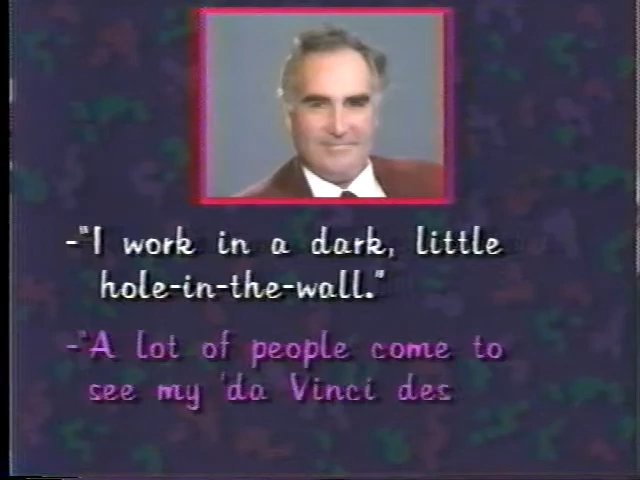 -"I work in a dark, little
hole-in-the-wall."
-"A lot of people come to
see my 'da Vinci des